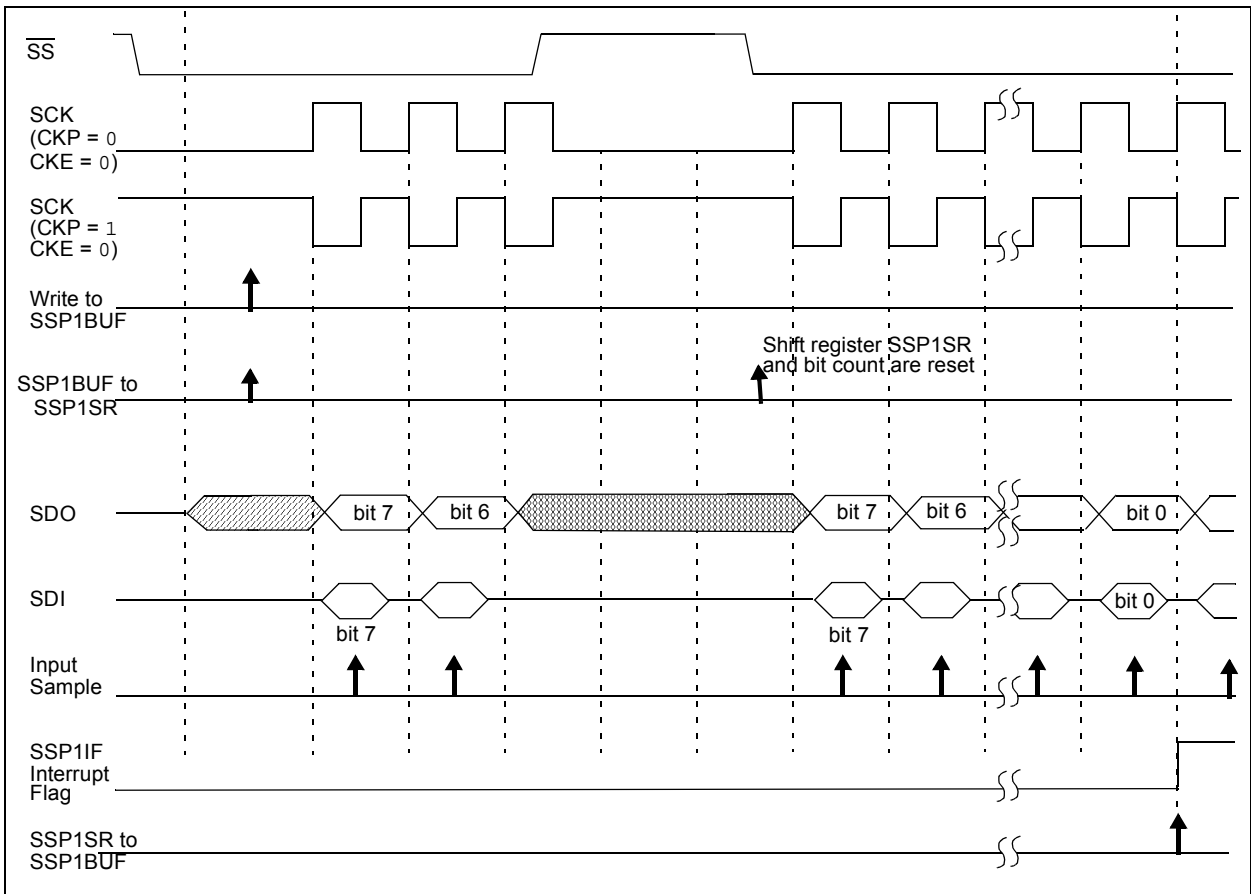 SS
SCK
(CKP = 0
CKE = 0)
SCK
(CKP = 1
CKE = 0)
Write to
SSP1BUF
Shift register SSP1SR
and bit count are reset
SSP1BUF to
SSP1SR
SDO
bit 7
bit 6
bit 7
bit 6
bit 0
SDI
bit 0
bit 7
bit 7
Input
Sample
SSP1IF
Interrupt
Flag
SSP1SR to
SSP1BUF